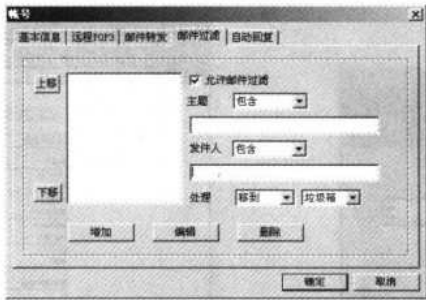 帐号
基本信息 远程POP3 邮件转发 邮件过滤 自动回复
上移
允许邮件过滤
主题 包含
发件人 包含
下移
处理 移到 垃圾箱
增加 编辑 删除
确定 取消